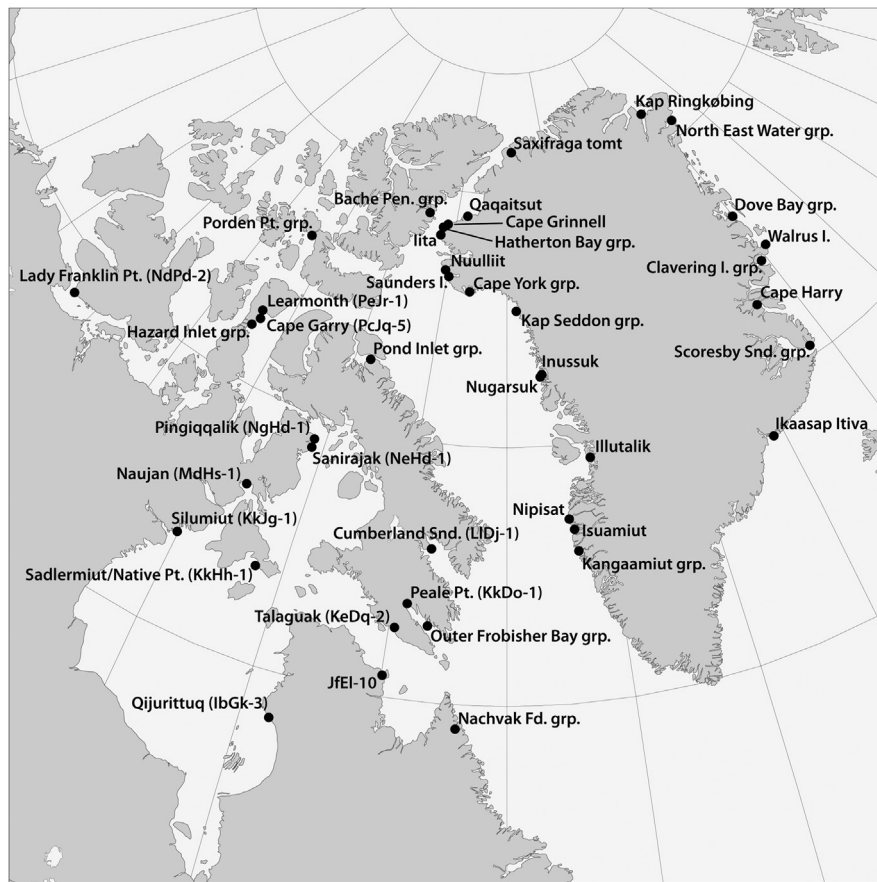 Kap Ringkøbing
North East Water grp.
Saxifraga tomt
Bache Pen. grp.
Qaqaitsut
Dove Bay grp.
Porden Pt. grp.
Cape Grinnell
Iita
Hatherton Bay grp.
Walrus I.
Nuulliit
Clavering I. grp.
Lady Franklin Pt. (NdPd-2)
Saunders I.
Cape York grp.
Cape Harry
Learmonth (PeJr-1)
Kap Seddon grp.
Hazard Inlet grp.
Cape Garry (PcJq-5)
Pond Inlet grp.
Scoresby Snd. grp.
Inussuk
Nugarsuk
Pingiqqalik (NgHd-1)
Ikaasap Itiva
Sanirajak (NeHd-1)
Illutalik
Naujan (MdHs-1)
Nipisat
Silumiut (KkJg-1)
Cumberland Snd. (LlDj-1)
Isuamiut
Sadlermiut/Native Pt. (KkHh-1)
Kangaamiut grp.
Peale Pt. (KkDo-1)
Talaguak (KeDq-2)
Outer Frobisher Bay grp.
JfEl-10
Qijurittuq (IbGk-3)
Nachvak Fd. grp.